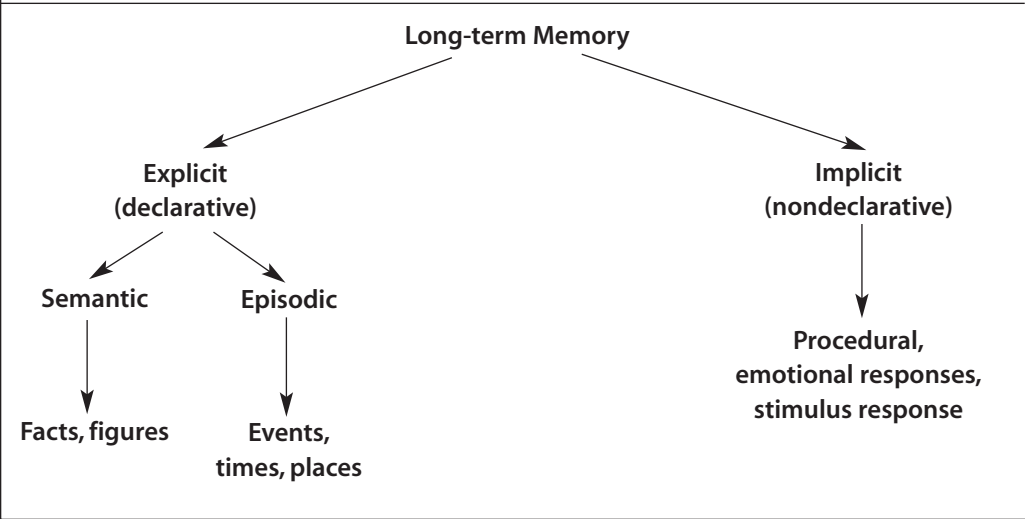 Long-term Memory
Explicit
(declarative)
Implicit
(nondeclarative)
Semantic
Episodic
Procedural,
emotional responses,
stimulus response
Facts, figures
Events,
times, places